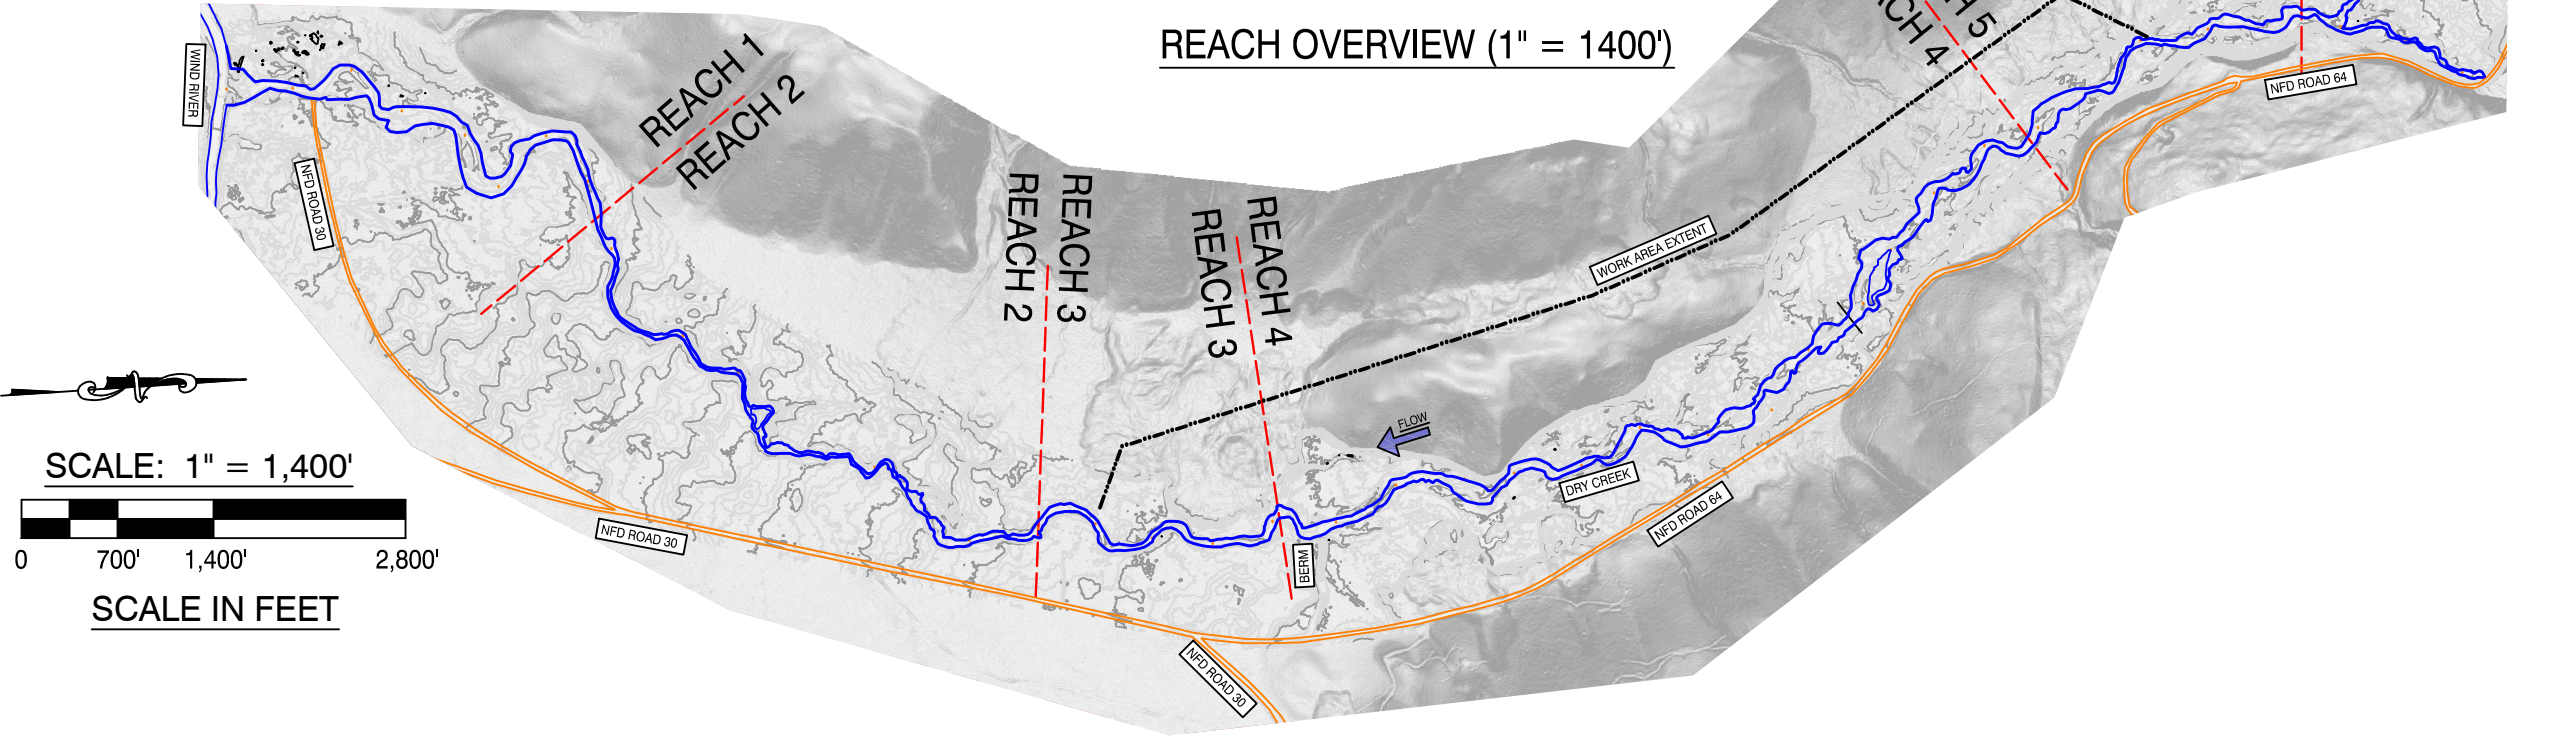 REACH OVERVIEW (1" = 1400')
WIND RIVER
REACH 1
REACH 2
NFD ROAD 30
REACH 2
REACH 3
REACH 3
REACH 4
WORK AREA EXTENT
5
4
NFD ROAD 64
FLOW
DRY CREEK
NFD ROAD 64
BERM
NFD ROAD 30
NFD ROAD 30
SCALE: 1" = 1,400'
0 700' 1,400' 2,800'
SCALE IN FEET